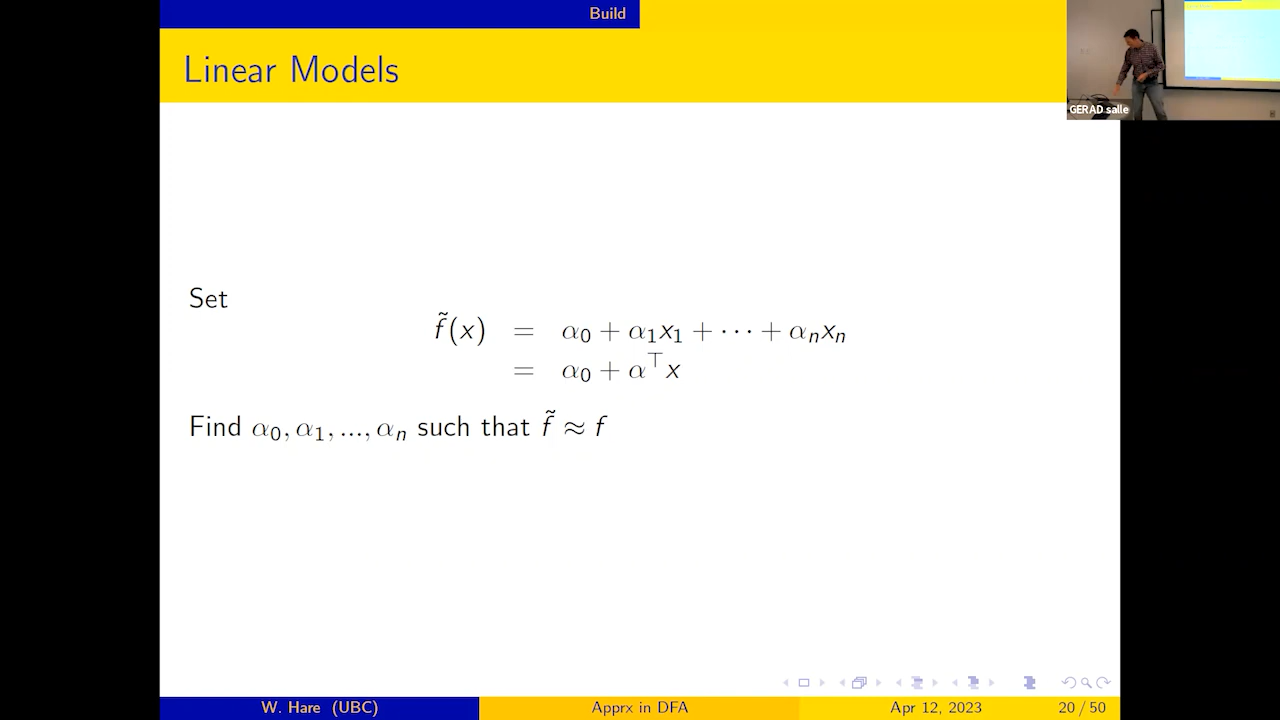 Build
Linear Models
GERAD salle
Set
f̃(x) = α₀ + α₁x₁ + ⋯ + αₙxₙ
= α₀ + α⊤x
Find α₀, α₁, ..., αₙ such that f̃ ≈ f
W. Hare (UBC) Apprx in DFA Apr 12, 2023 20 / 50